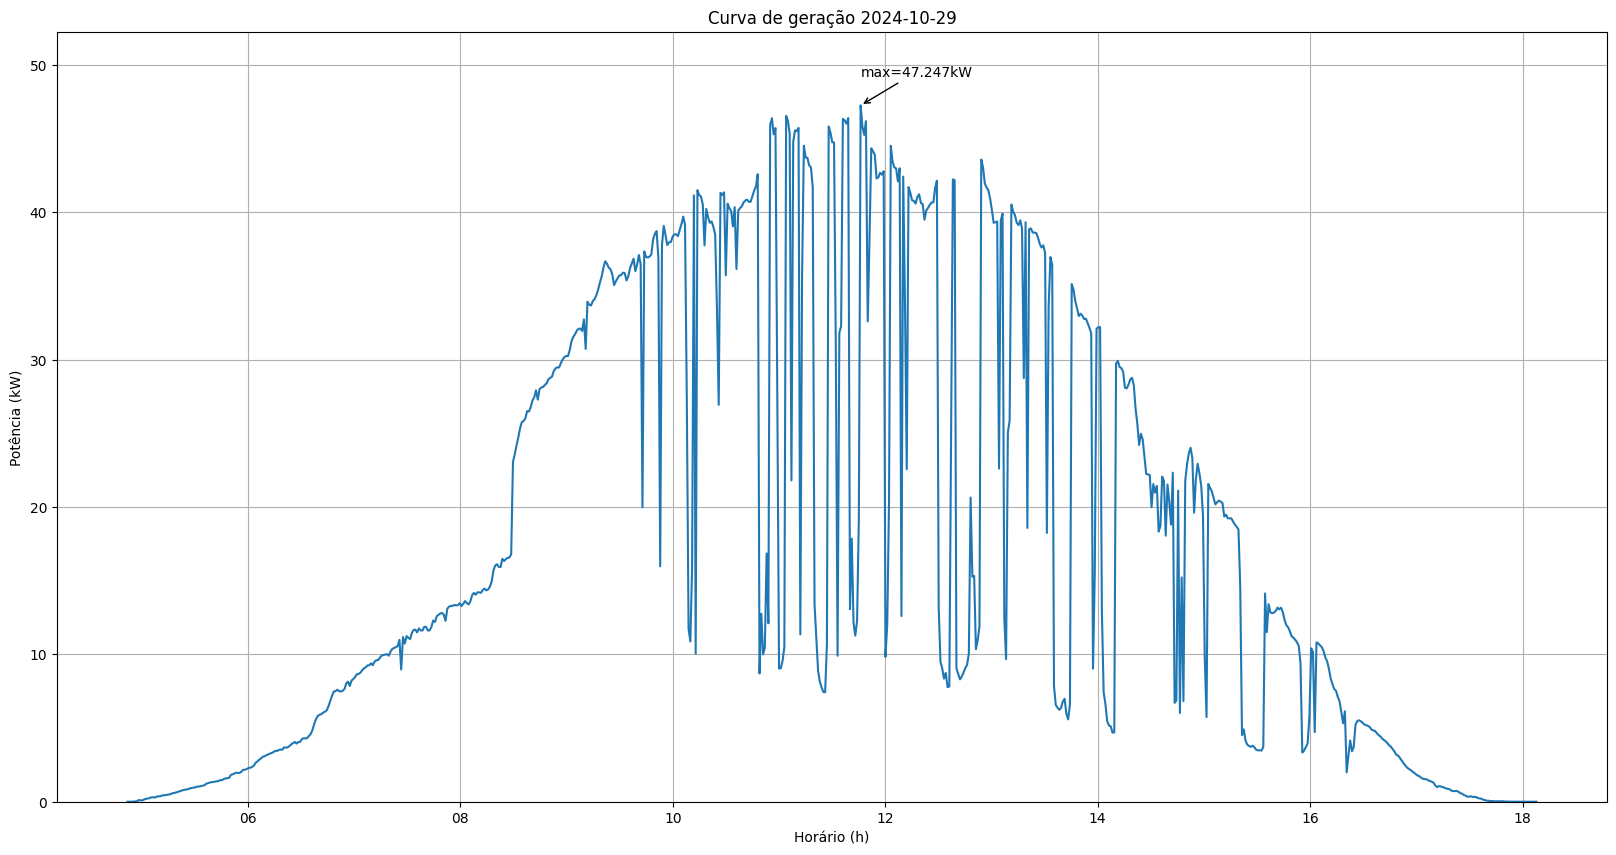 Curva de geração 2024-10-29
max=47.247kW
Potência (kW)
50
40
30
20
10
0
06 08 10 12 14 16 18
Horário (h)